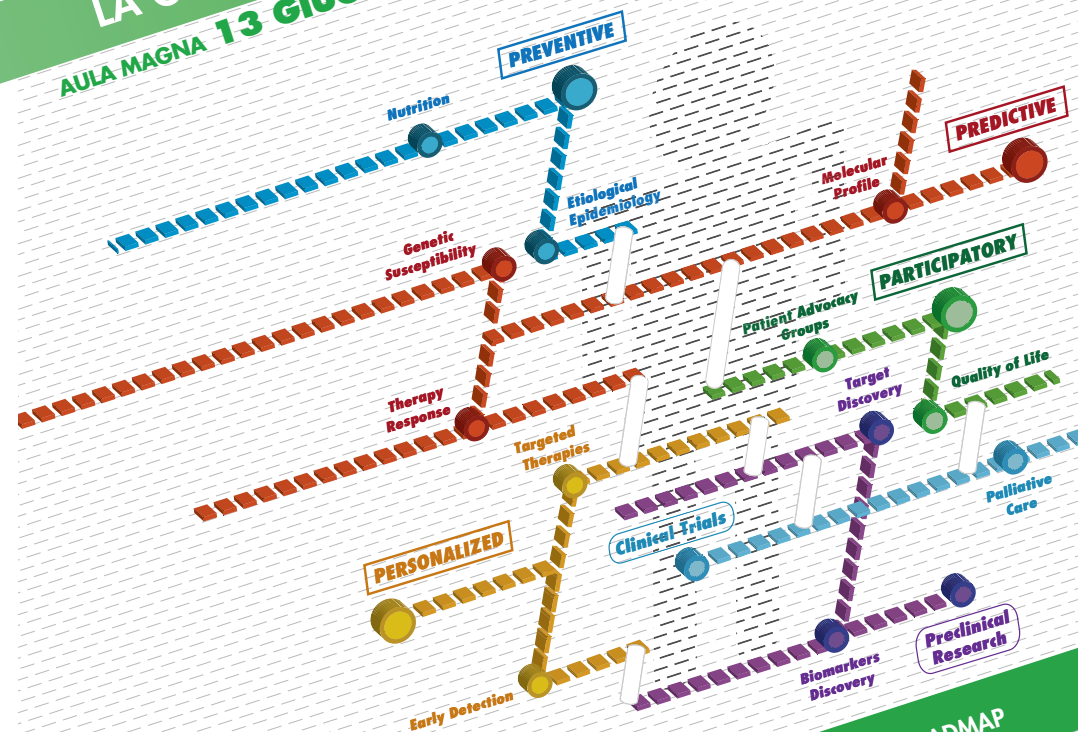 LA
AULA MAGNA 13 GIU
PREVENTIVE
Nutrition
PREDICTIVE
Molecular
Profile
Etiological
Epidemiology
Genetic
Susceptibility
PARTICIPATORY
Patient Advocacy
Groups
Quality of Life
Target
Discovery
Therapy
Response
Targeted
Therapies
Palliative
Care
Clinical Trials
PERSONALIZED
Preclinical
Research
Biomarkers
Discovery
Early Detection
ADMAP